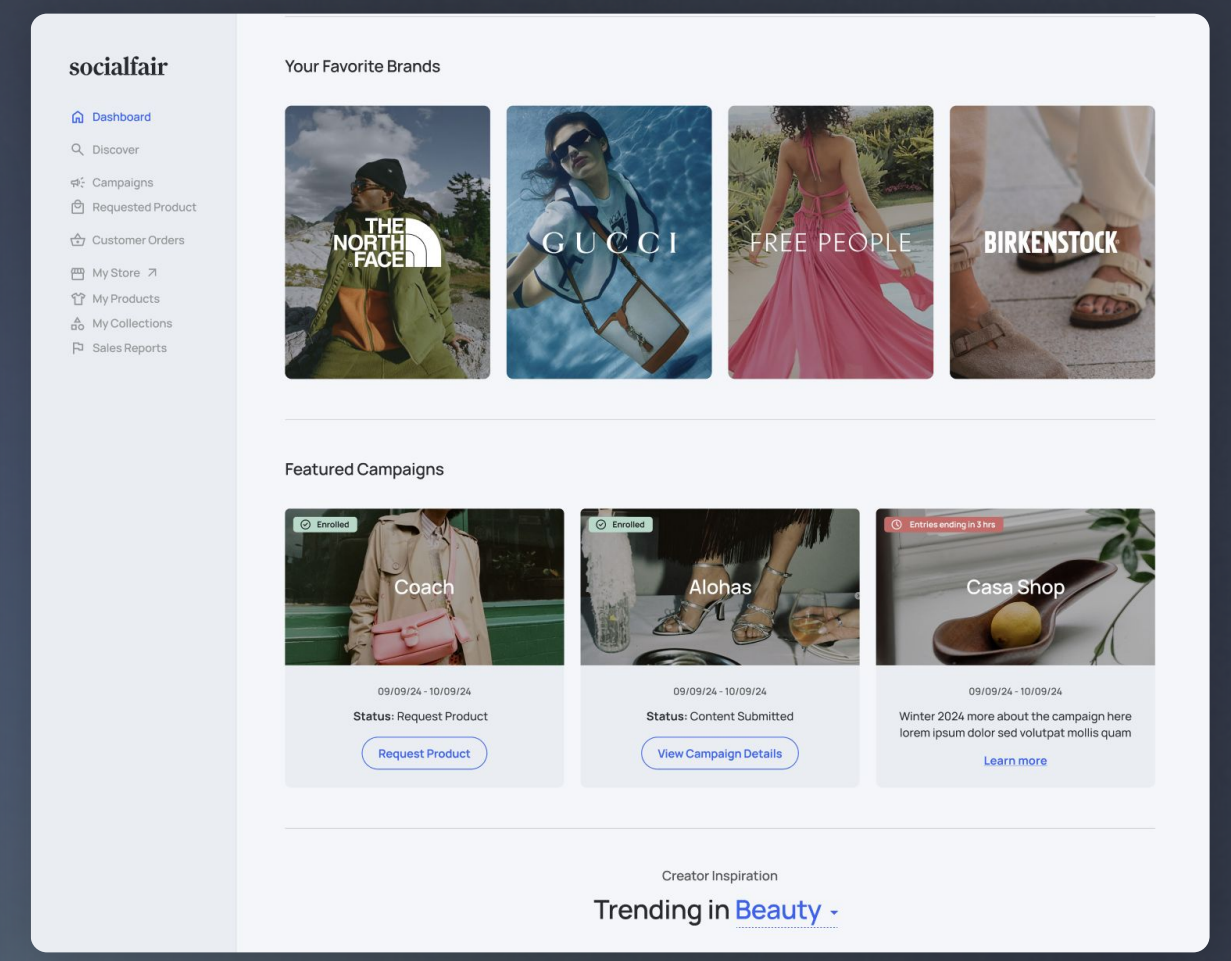 socialfair
Dashboard
Discover
Campaigns
Requested Product
Customer Orders
My Store
My Products
My Collections
Sales Reports
Your Favorite Brands
THE
NORTH
FACE
GUCCI
FREE PEOPLE
BIRKENSTOCK
Featured Campaigns
Enrolled
Coach
09/09/24 - 10/09/24
Status: Request Product
Request Product
Enrolled
Alohas
09/09/24 - 10/09/24
Status: Content Submitted
View Campaign Details
Entries ending in 3 hrs
Casa Shop
09/09/24 - 10/09/24
Winter 2024 more about the campaign here
lorem ipsum dolor sed volutpat mollis quam
Learn more
Creator Inspiration
Trending in Beauty